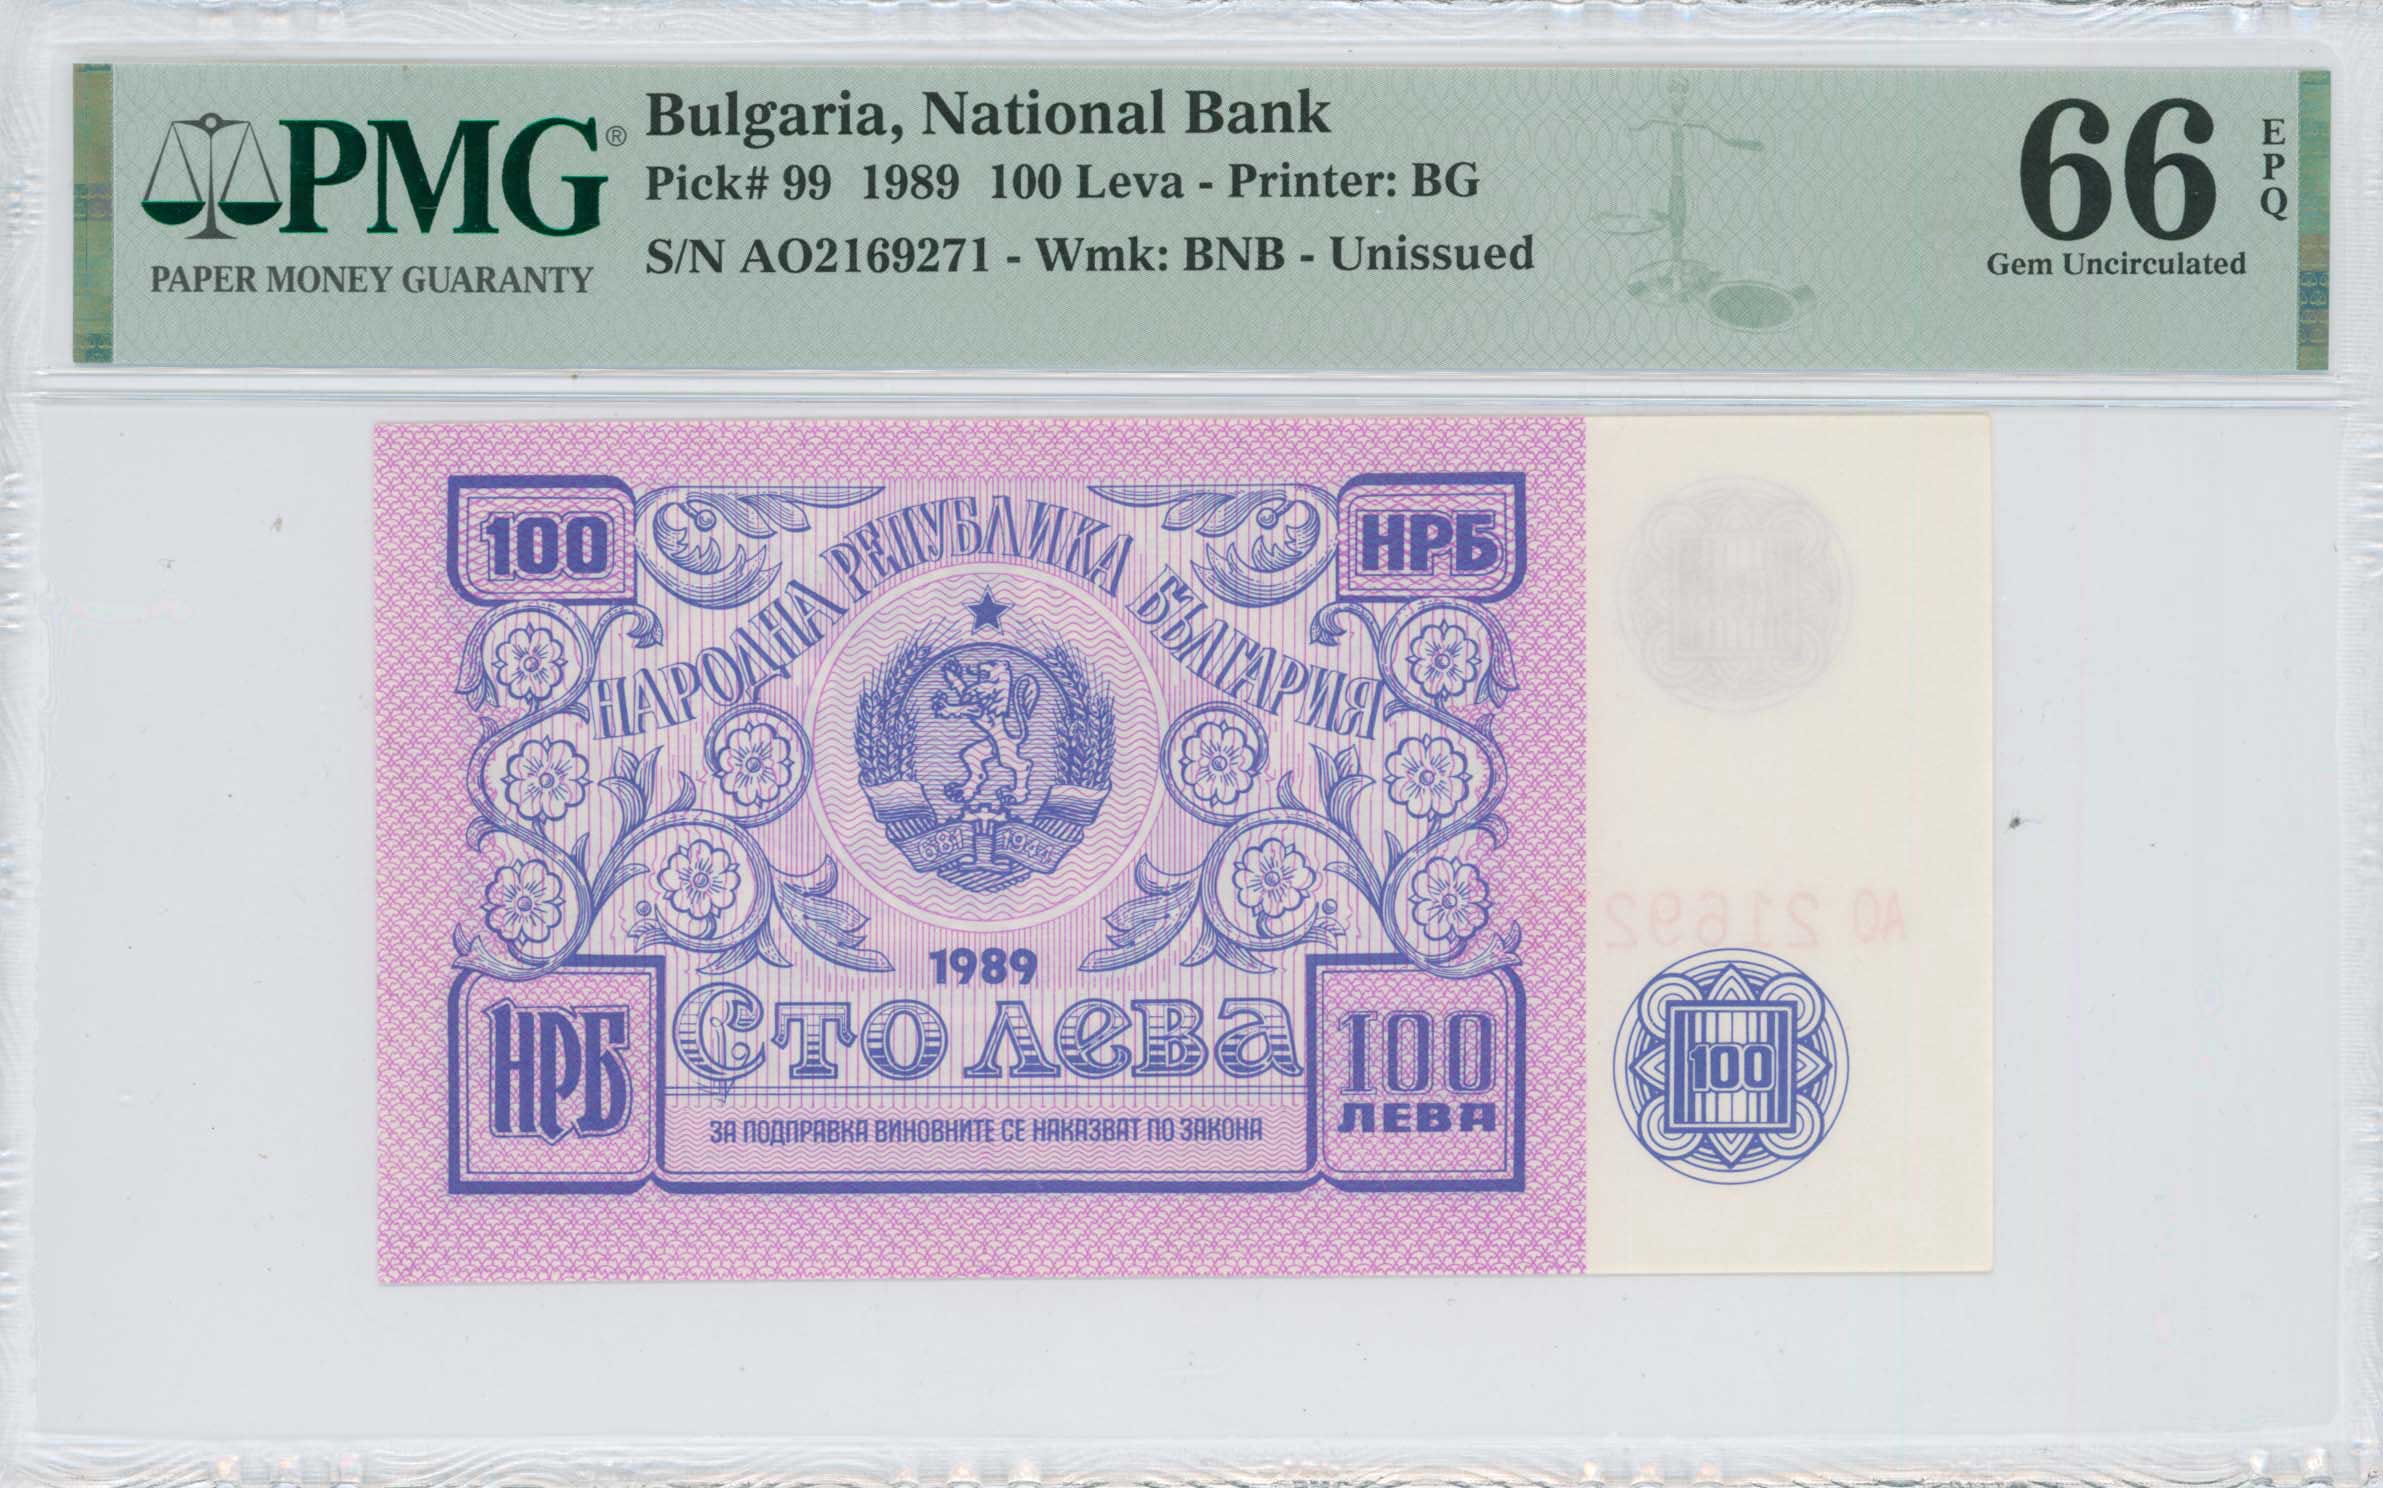 PMG®
PAPER MONEY GUARANTY
Bulgaria, National Bank
Pick# 99 1989 100 Leva - Printer: BG
S/N AO2169271 - Wmk: BNB - Unissued
66
EPQ
Gem Uncirculated
100
НРБ
НАРОДНА РЕПУБЛИКА БЪЛГАРИЯ
681 1944
1989
НРБ
СТО ЛЕВА
100
ЛЕВА
ЗА ПОДПРАВКА ВИНОВНИТЕ СЕ НАКАЗВАТ ПО ЗАКОНА
100